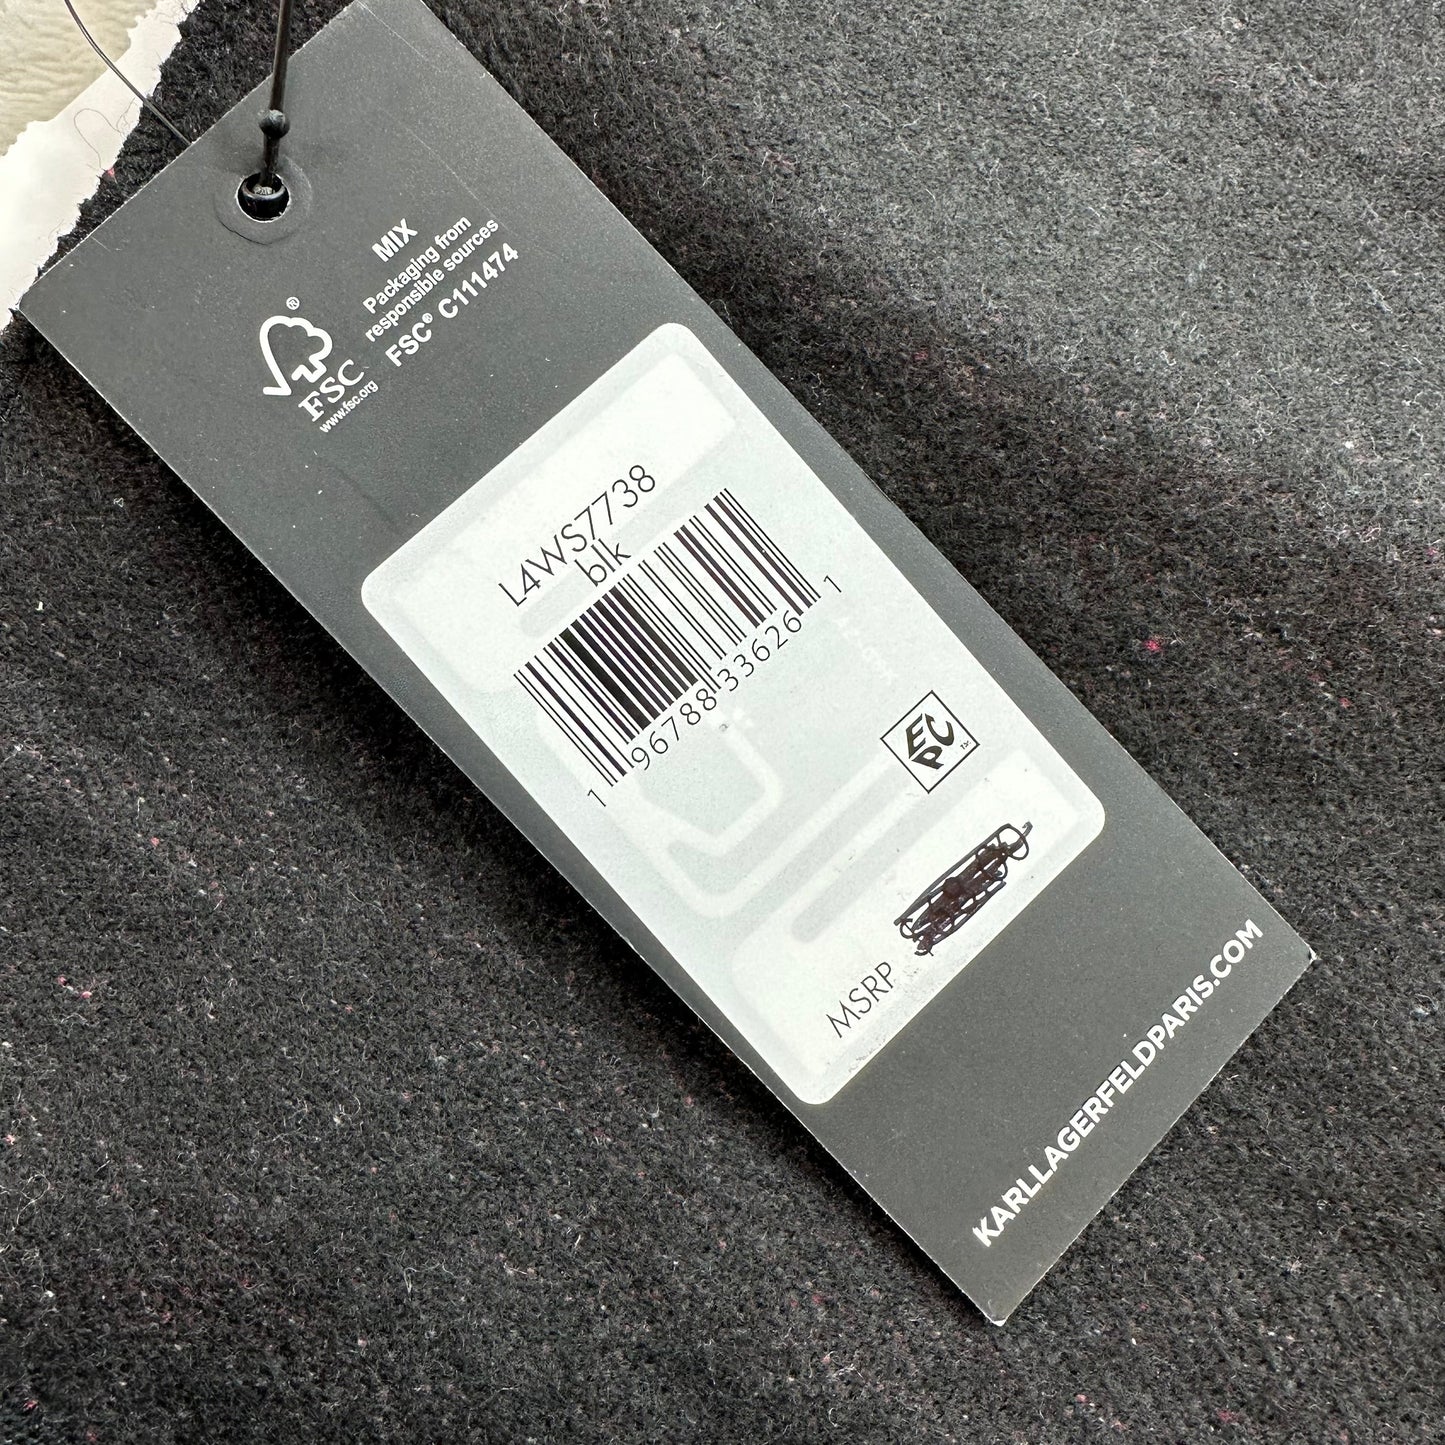 MIX
Packaging from
responsible sources
FSC® C111474
®
FSC
www.fsc.org
L4WS7738
blk
1 96788 33626 1
EPC
MSRP
KARLLAGERFELDPARIS.COM